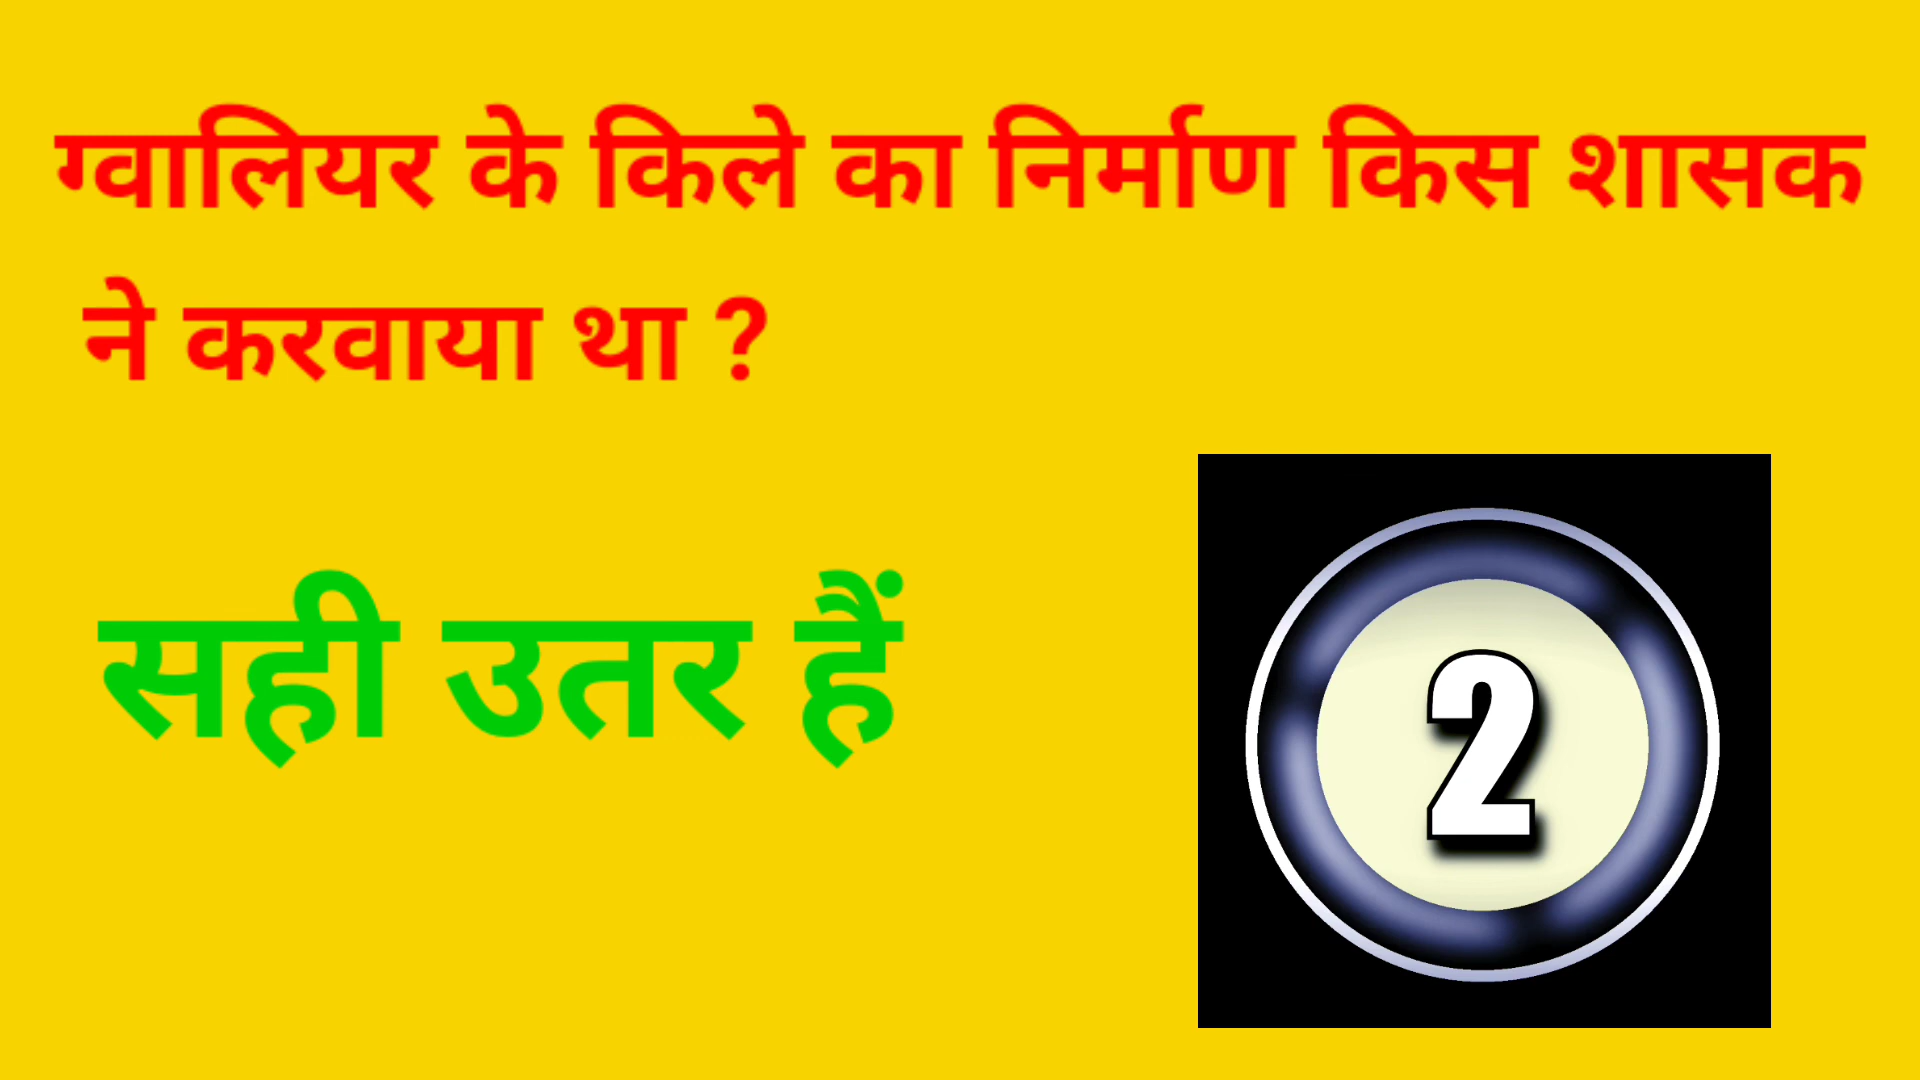 ग्वालियर के किले का निर्माण किस शासक
ने करवाया था ?
सही उतर हैं
2